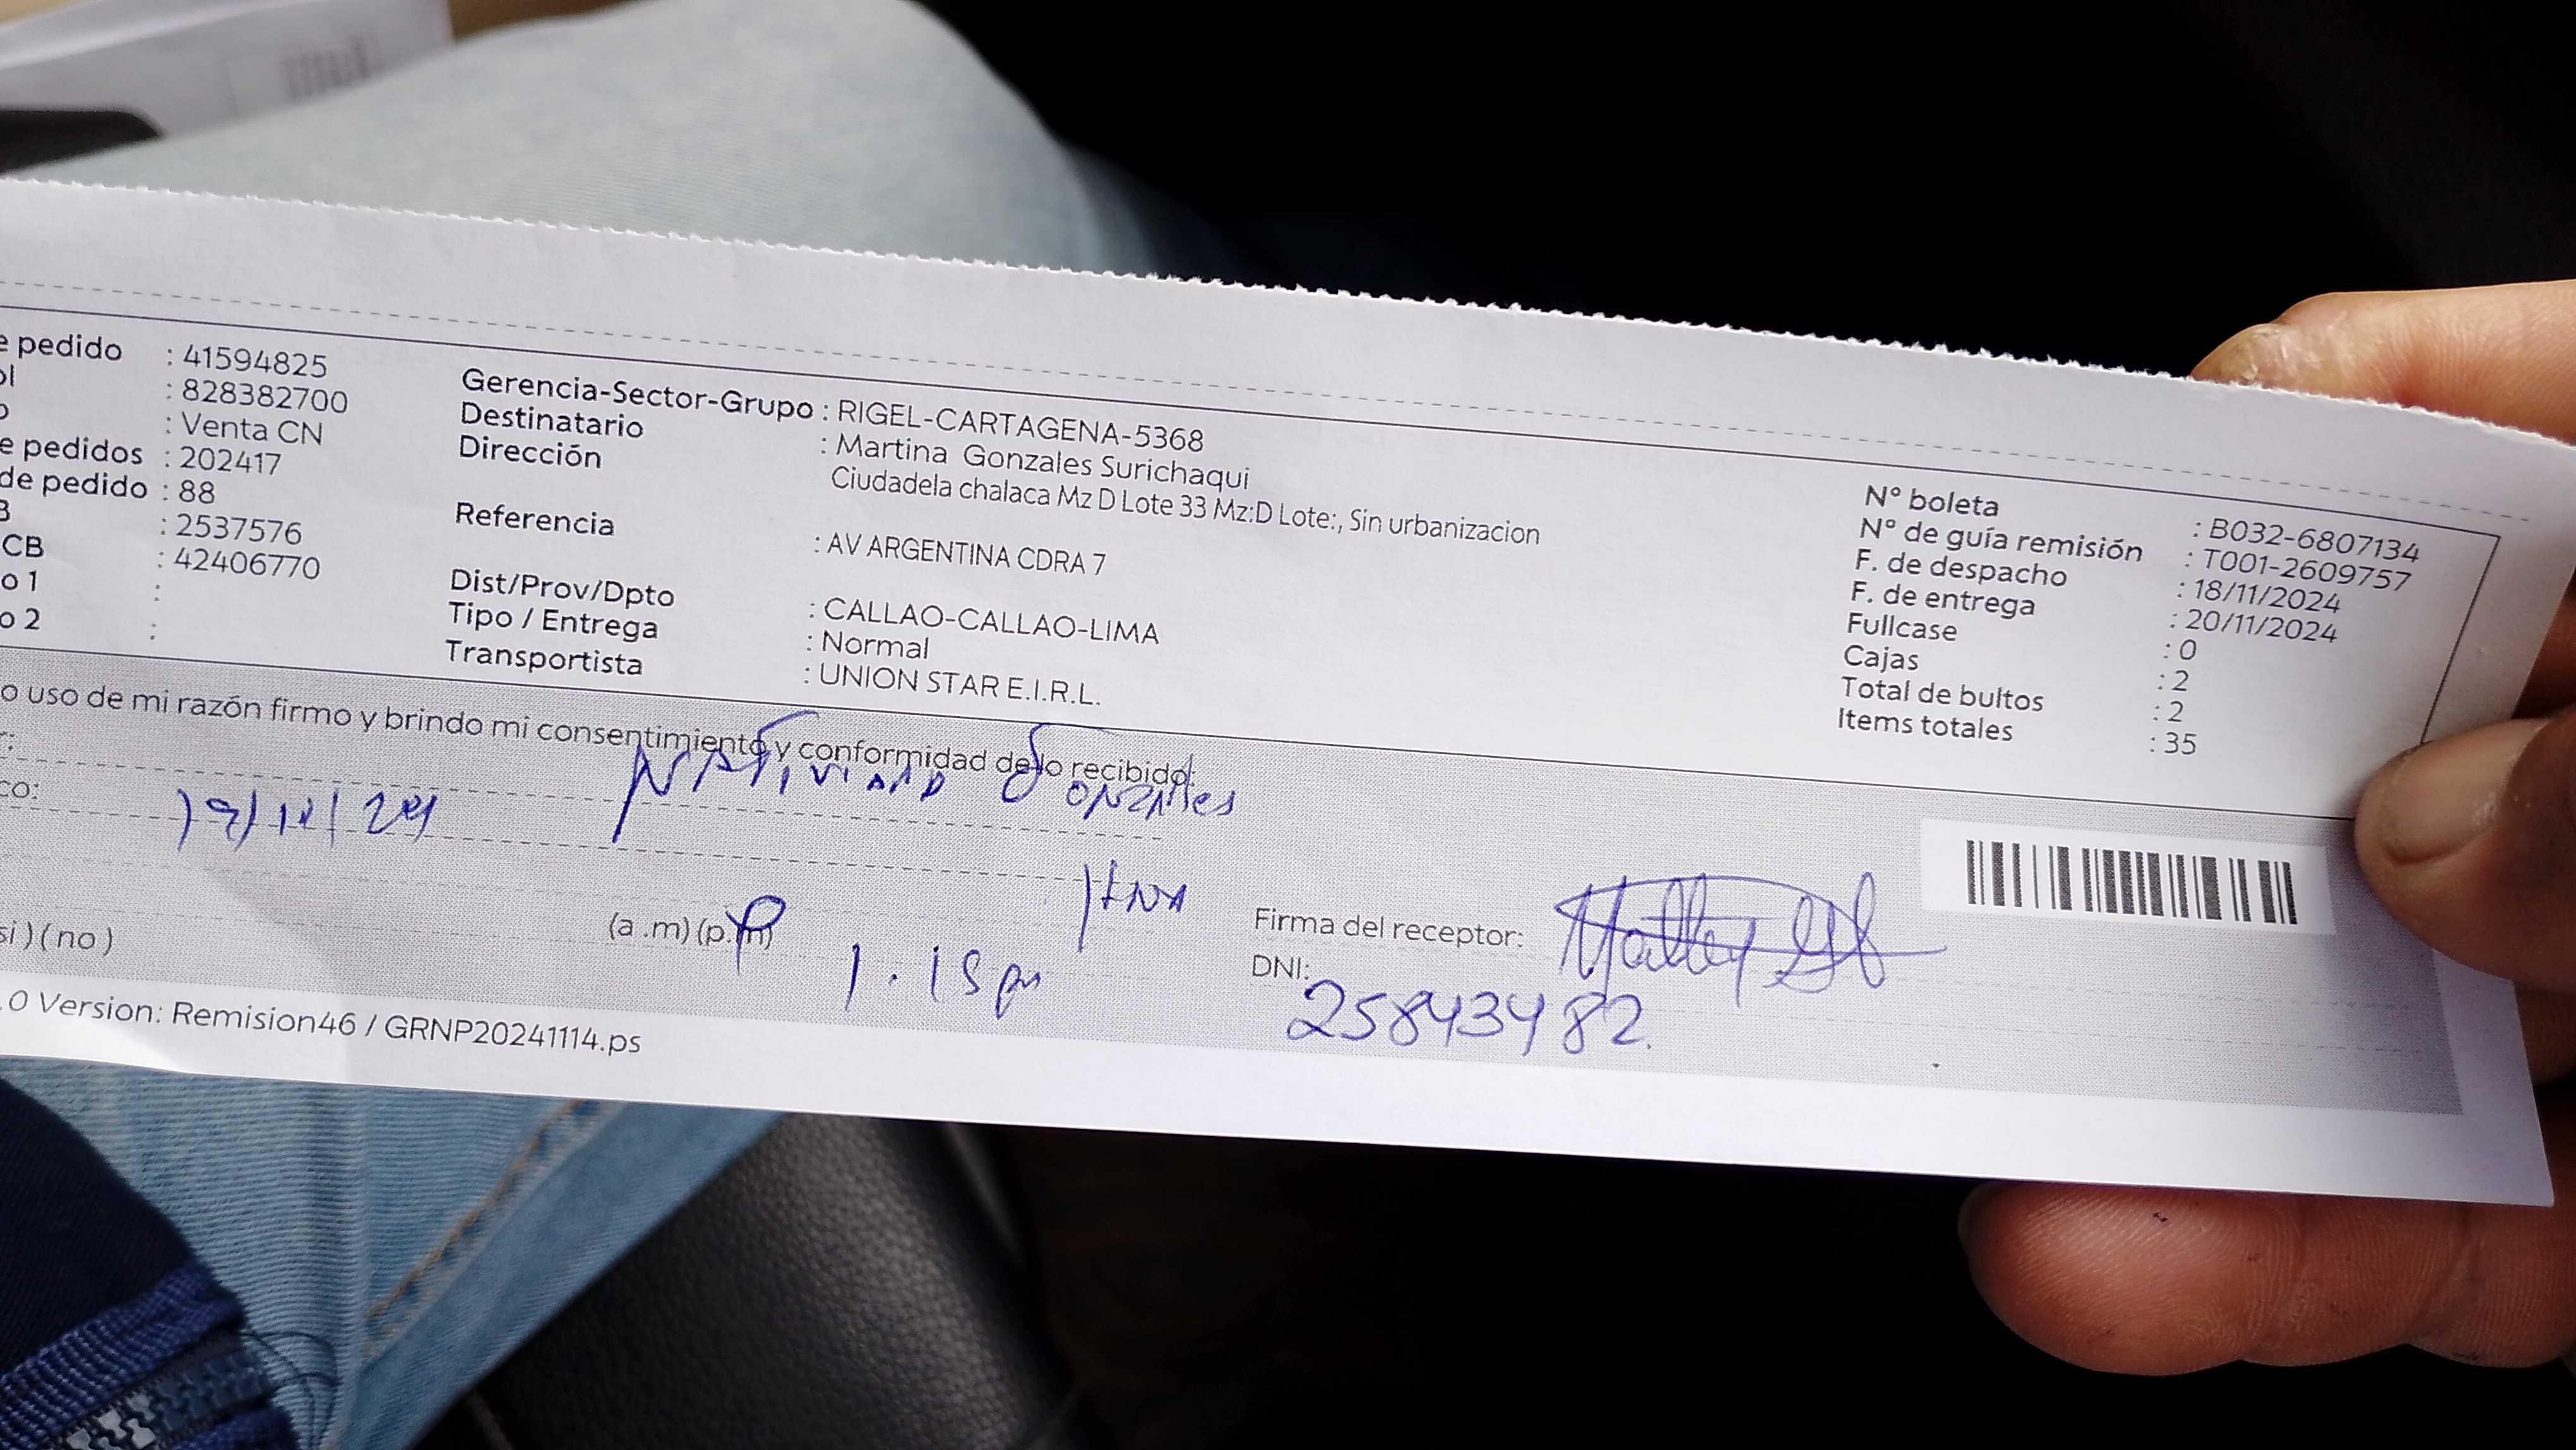 e pedido : 41594825
ol : 828382700
o : Venta CN
e pedidos : 202417
de pedido : 88
B : 2537576
CB : 42406770
o 1 :
o 2 :
Gerencia-Sector-Grupo : RIGEL-CARTAGENA-5368
Destinatario : Martina Gonzales Surichaqui
Dirección Ciudadela chalaca Mz D Lote 33 Mz:D Lote:, Sin urbanizacion
Referencia : AV ARGENTINA CDRA 7
Dist/Prov/Dpto : CALLAO-CALLAO-LIMA
Tipo / Entrega : Normal
Transportista : UNION STAR E.I.R.L.
N° boleta : B032-6807134
N° de guía remisión : T001-2609757
F. de despacho : 18/11/2024
F. de entrega : 20/11/2024
Fullcase : 0
Cajas : 2
Total de bultos : 2
Items totales : 35
o uso de mi razón firmo y brindo mi consentimiento y conformidad de lo recibido:
r: NATIVIDAD GONZALES
co:
si ) ( no )
(a .m) (p.m)
1.15 pm
Firma del receptor:
DNI: 25843482.
.0 Version: Remision46 / GRNP20241114.ps